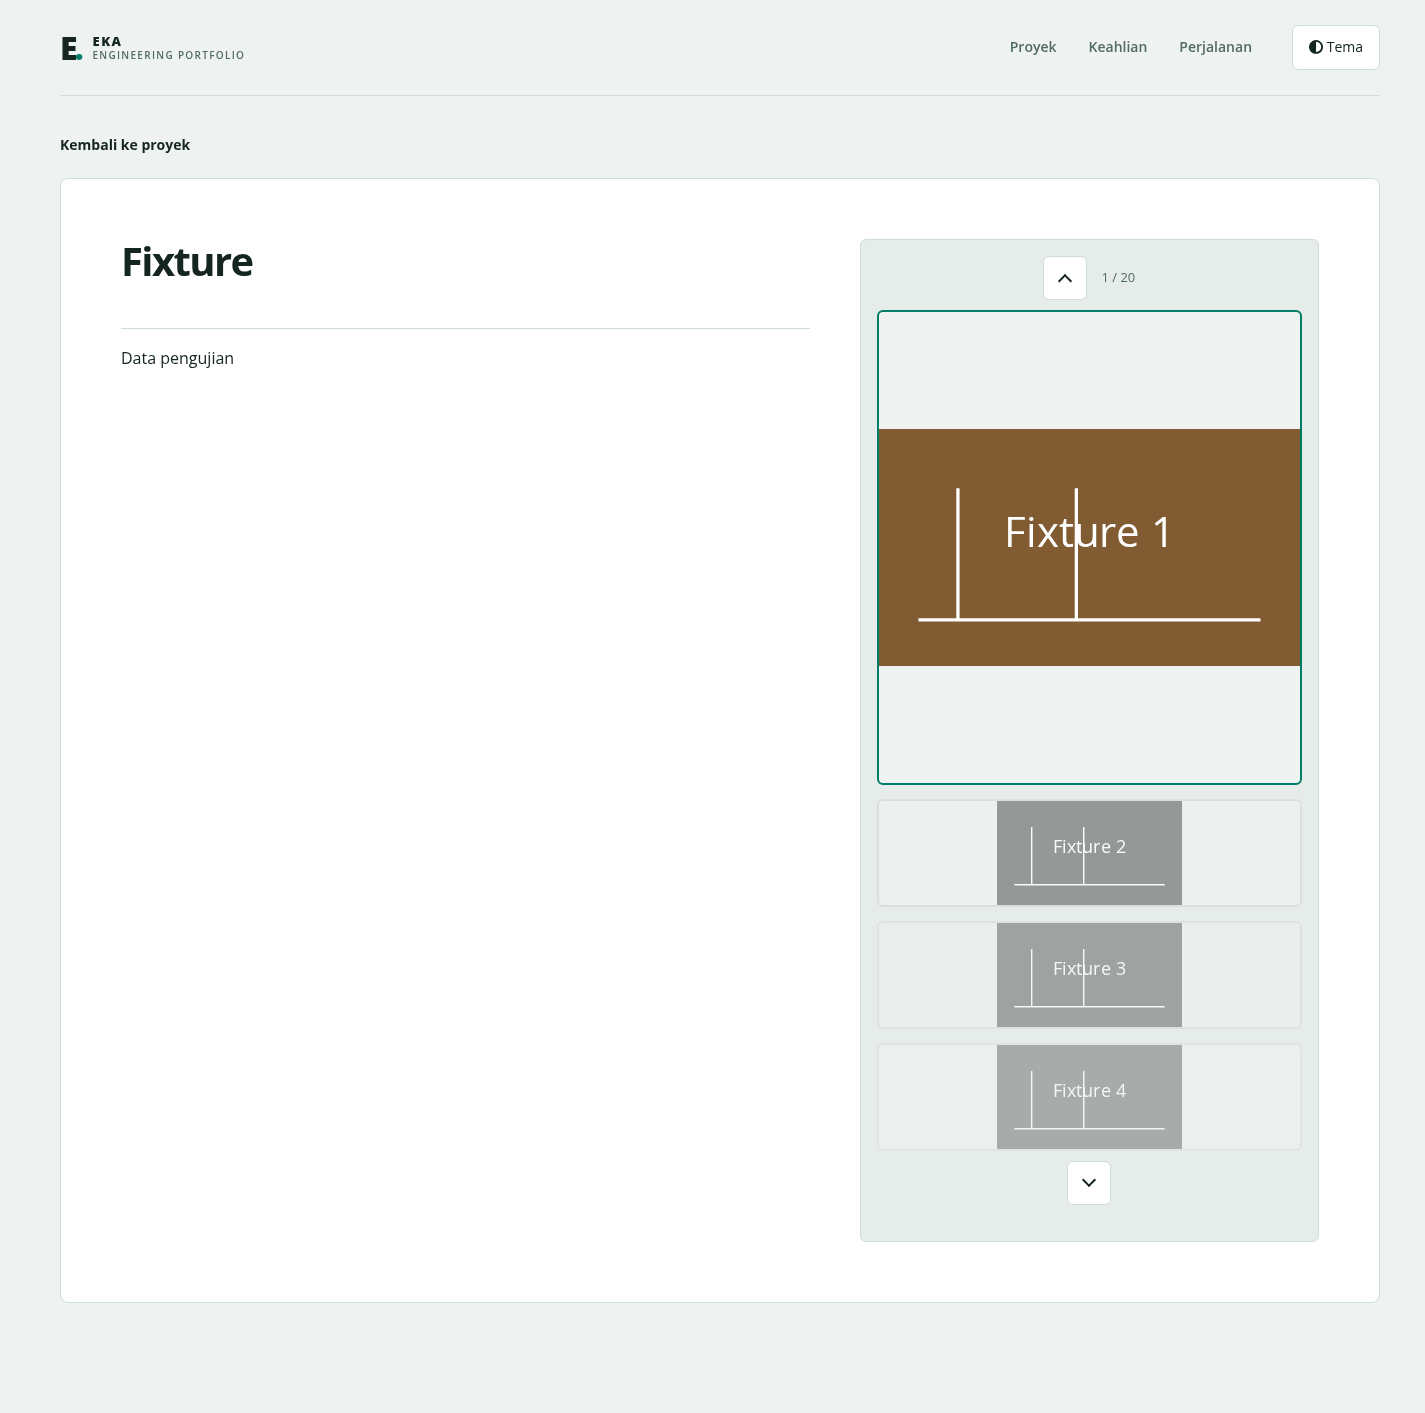 E.
EKA
ENGINEERING PORTFOLIO
Proyek
Keahlian
Perjalanan
Tema
Kembali ke proyek
Fixture
Data pengujian
1 / 20
Fixture 1
Fixture 2
Fixture 3
Fixture 4